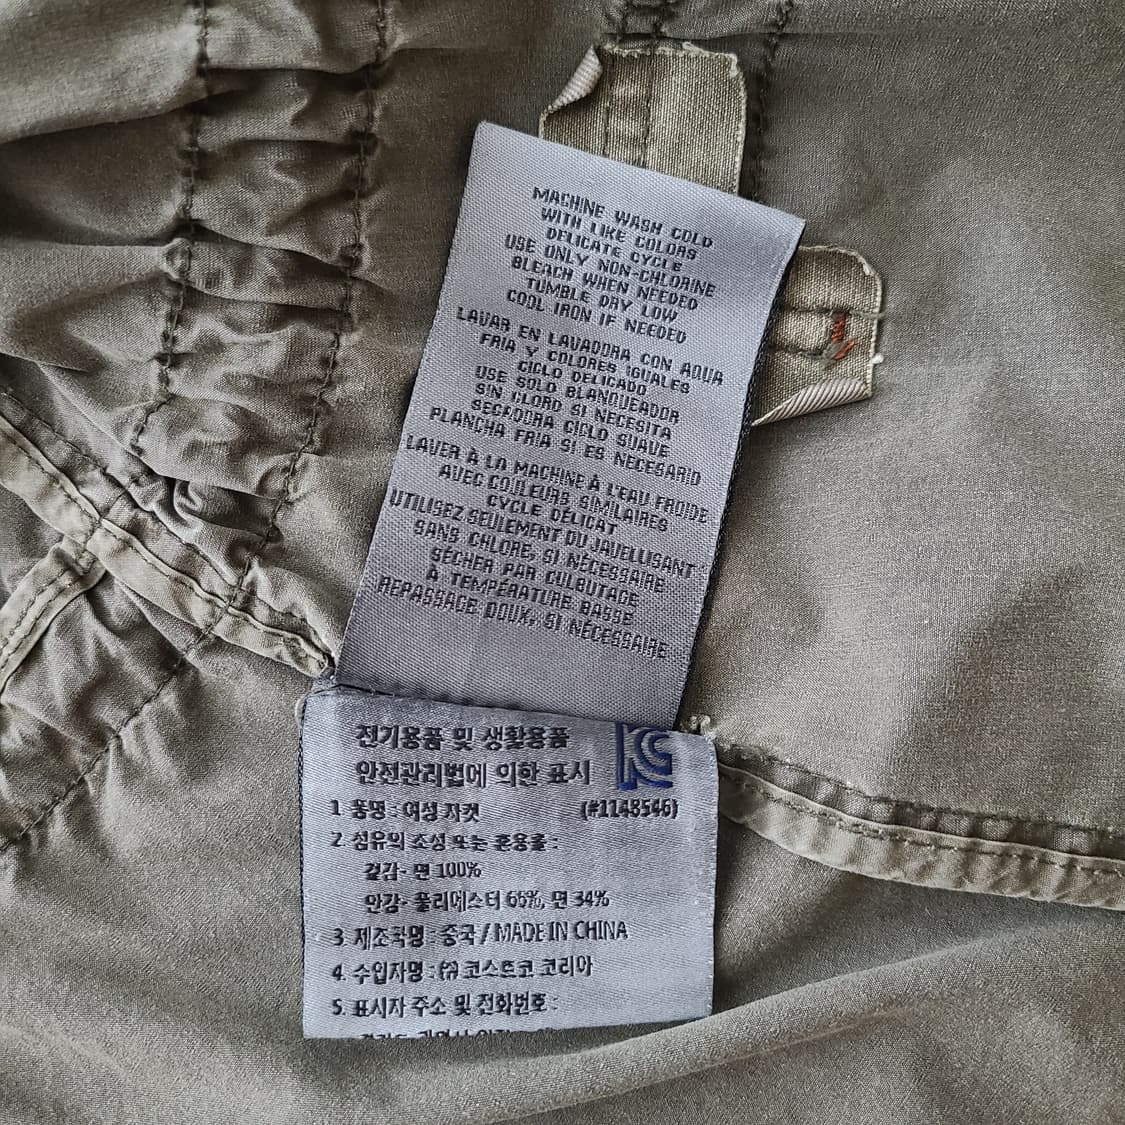 MACHINE WASH COLD
WITH LIKE COLORS
DELICATE CYCLE
USE ONLY NON-CHLORINE
BLEACH WHEN NEEDED
TUMBLE DRY LOW
COOL IRON IF NEEDED
LAVAR EN LAVADORA CON AQUA
FRIA Y COLORES IGUALES
CICLO DELICADO
USE SOLO BLANQUEADOR
SIN CLORO SI NECESITA
SECADORA CICLO SUAVE
PLANCHA FRIA SI ES NECESARIO
LAVER À LA MACHINE À L'EAU FROIDE
AVEC COULEURS SIMILAIRES
CYCLE DÉLICAT
UTILISEZ SEULEMENT DU JAVELLISANT
SANS CHLORE, SI NÉCESSAIRE
SÉCHER PAR CULBUTAGE
À TEMPÉRATURE BASSE
REPASSAGE DOUX, SI NÉCESSAIRE
전기용품 및 생활용품
안전관리법에 의한 표시
1. 품명 : 여성 자켓 (#1148546)
2. 섬유의 조성 또는 혼용률 :
겉감- 면 100%
안감- 폴리에스터 66%, 면 34%
3. 제조국명 : 중국 / MADE IN CHINA
4. 수입자명 : ㈜ 코스트코 코리아
5. 표시자 주소 및 전화번호 :